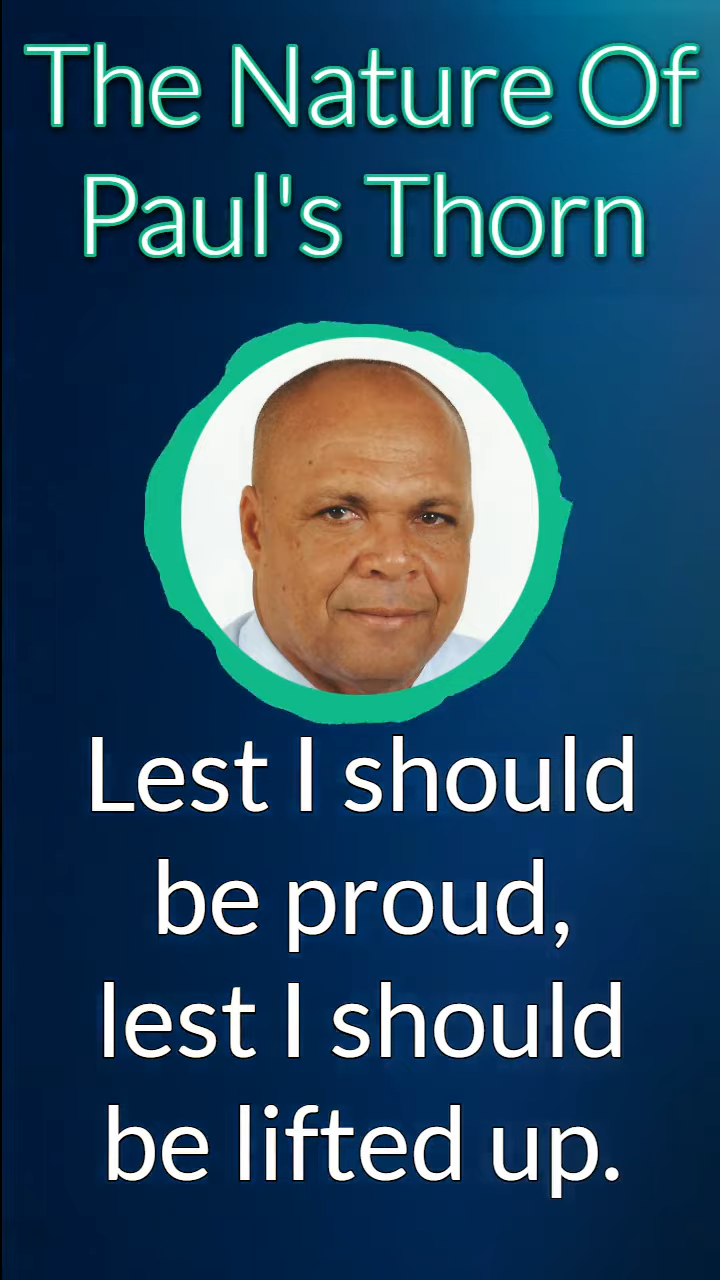 The Nature Of
Paul's Thorn
Lest I should
be proud,
lest I should
be lifted up.